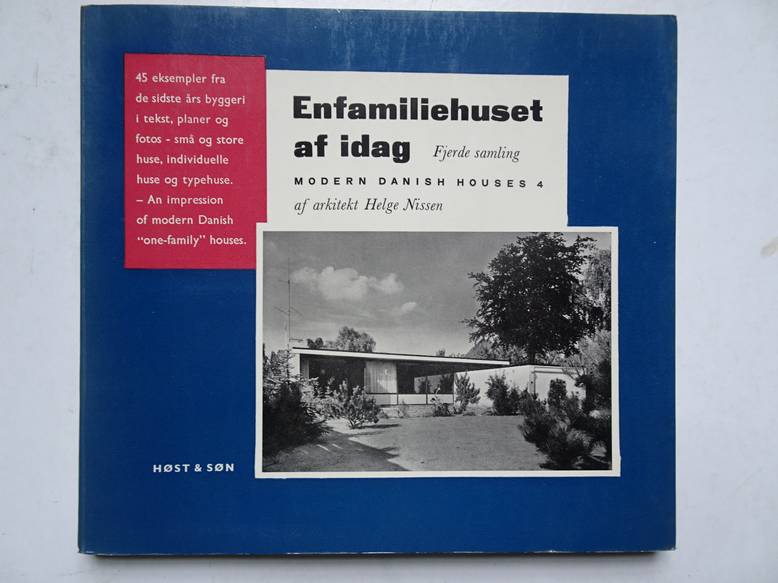 45 eksempler fra
de sidste års byggeri
i tekst, planer og
fotos - små og store
huse, individuelle
huse og typehuse.
– An impression
of modern Danish
“one-family” houses.
Enfamiliehuset
af idag Fjerde samling
MODERN DANISH HOUSES 4
af arkitekt Helge Nissen
HØST & SØN